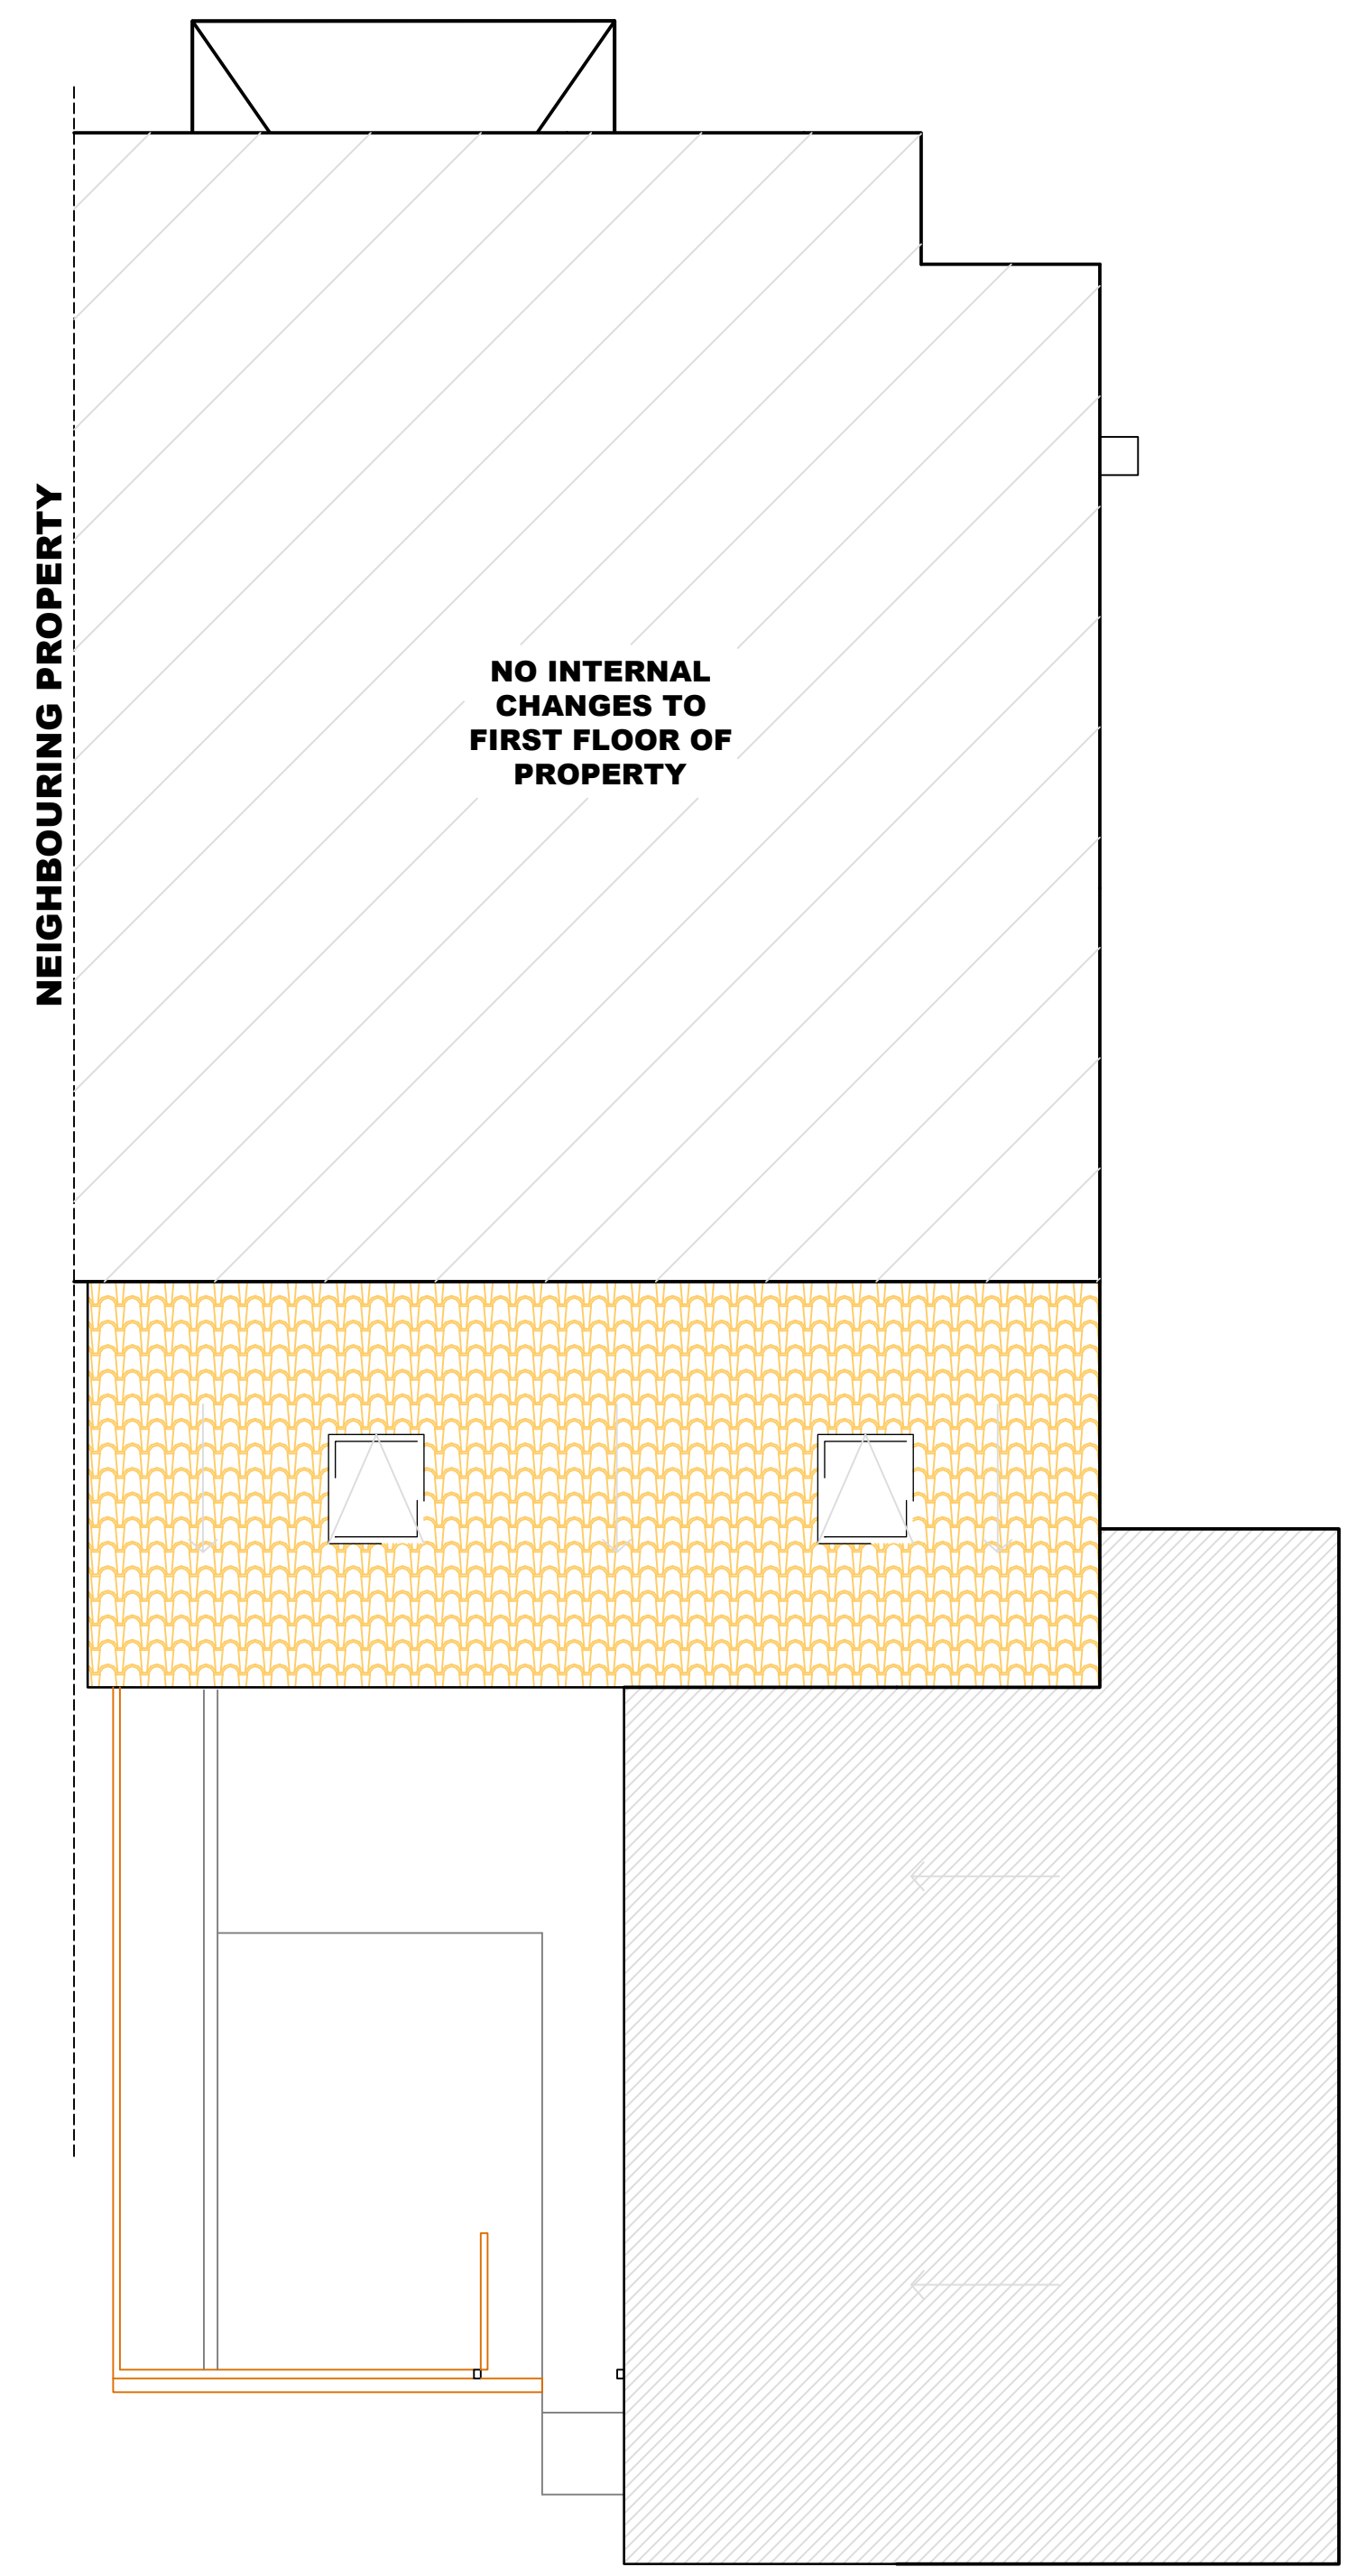 NEIGHBOURING PROPERTY
NO INTERNAL
CHANGES TO
FIRST FLOOR OF
PROPERTY